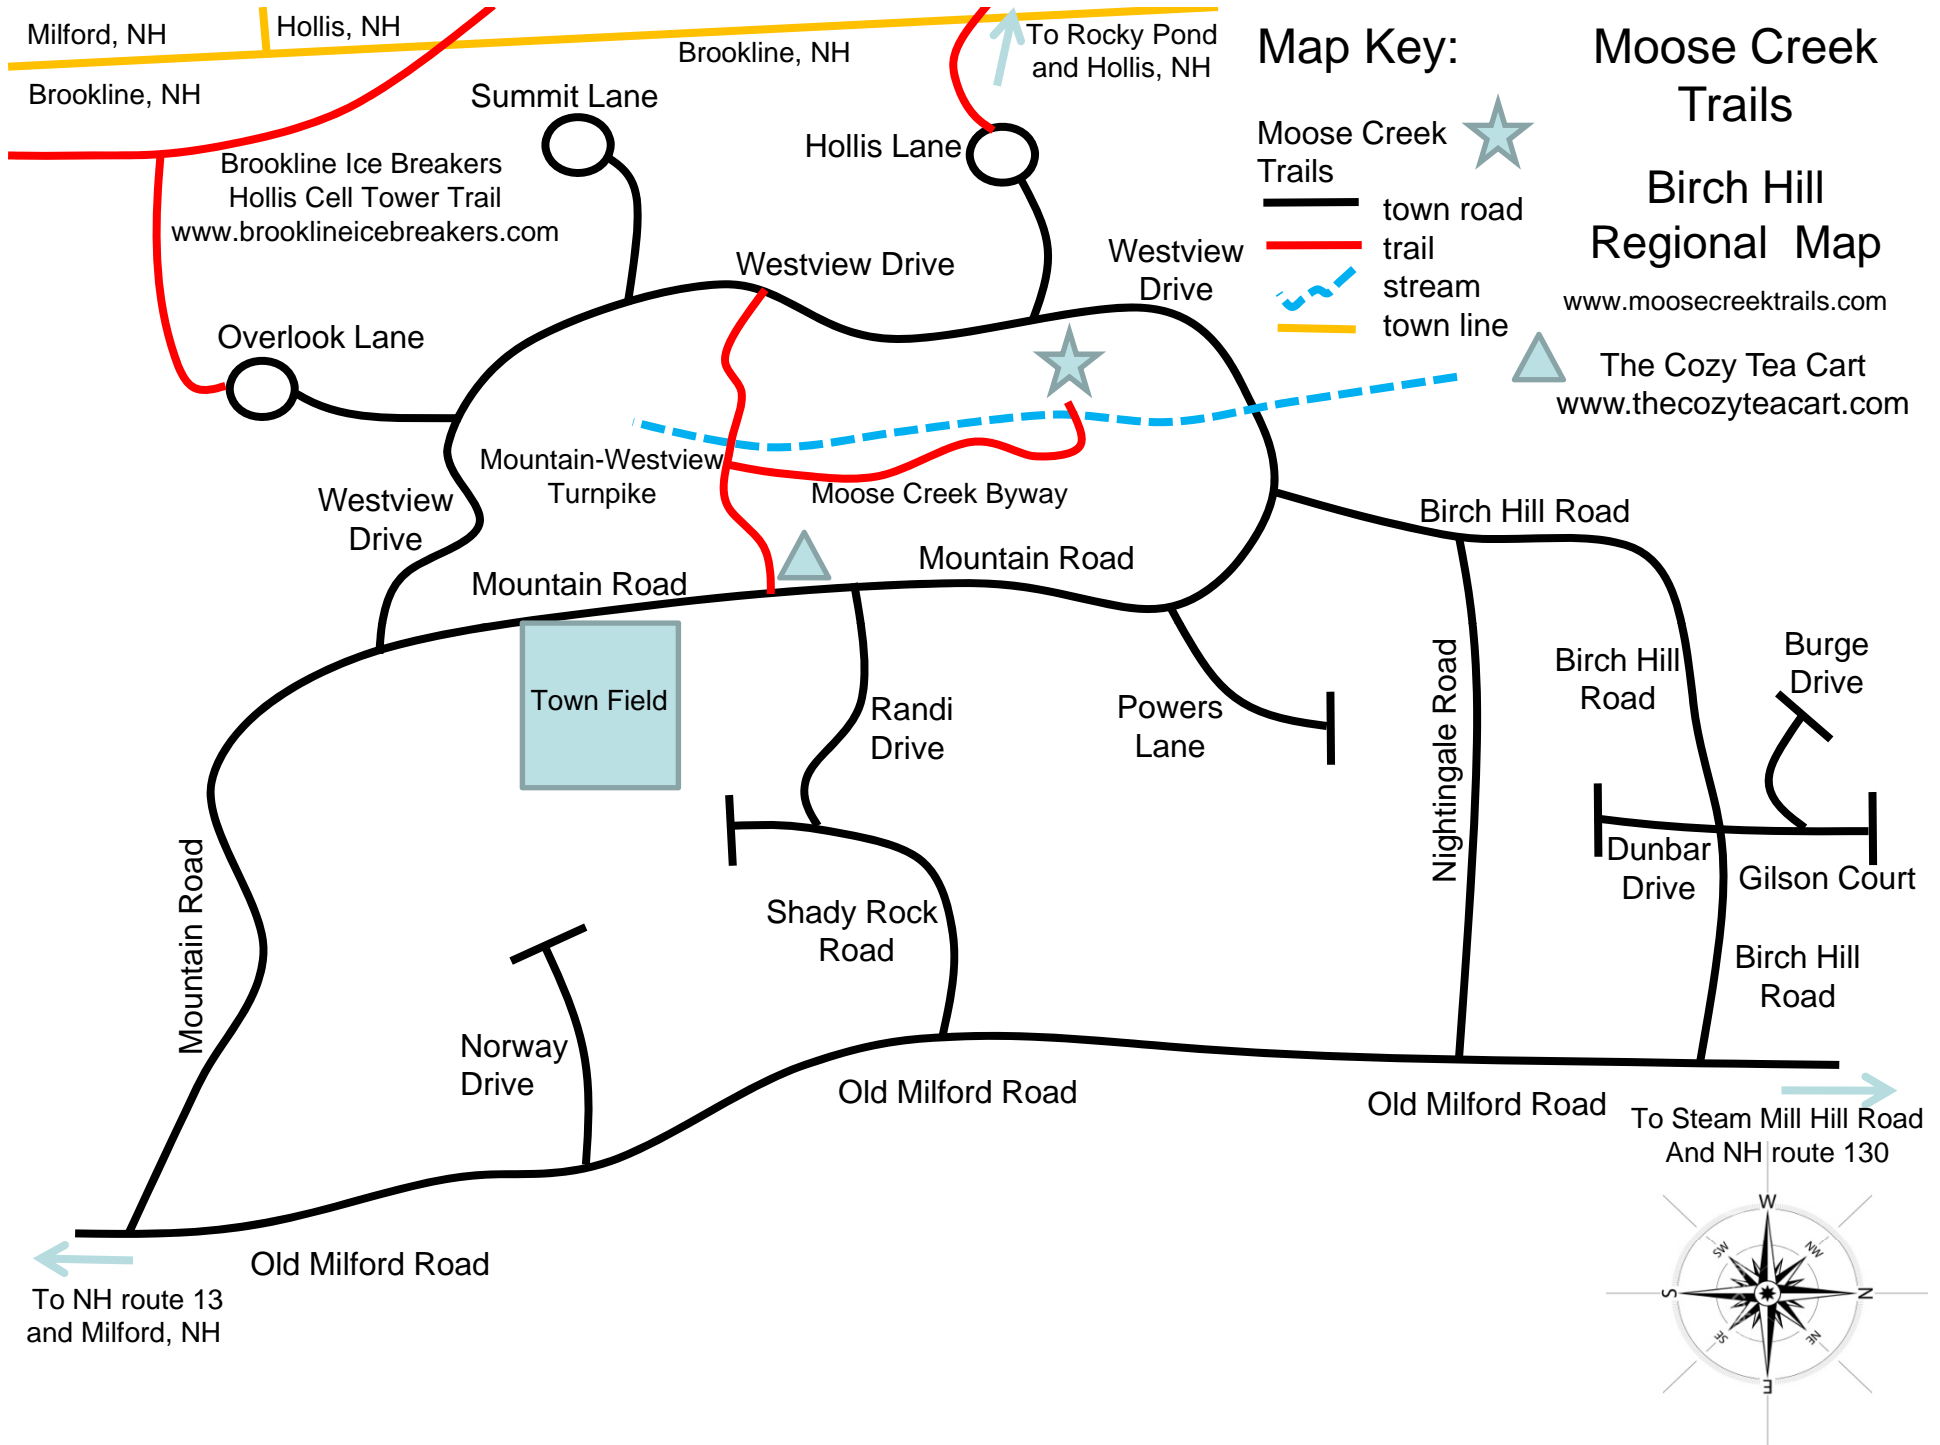 Milford, NH
Hollis, NH
Brookline, NH
Brookline, NH
To Rocky Pond
and Hollis, NH
Map Key:
Moose Creek
Trails
Moose Creek
Trails
town road
trail
stream
town line
Birch Hill
Regional Map
www.moosecreektrails.com
The Cozy Tea Cart
www.thecozyteacart.com
Summit Lane
Hollis Lane
Brookline Ice Breakers
Hollis Cell Tower Trail
www.brooklineicebreakers.com
Westview Drive
Westview
Drive
Overlook Lane
Mountain-Westview
Turnpike
Moose Creek Byway
Westview
Drive
Birch Hill Road
Mountain Road
Mountain Road
Town Field
Randi
Drive
Powers
Lane
Nightingale Road
Birch Hill
Road
Burge
Drive
Mountain Road
Shady Rock
Road
Dunbar
Drive
Gilson Court
Birch Hill
Road
Norway
Drive
Old Milford Road
Old Milford Road
To Steam Mill Hill Road
And NH route 130
Old Milford Road
To NH route 13
and Milford, NH
W
SW
NW
S
N
SE
NE
E